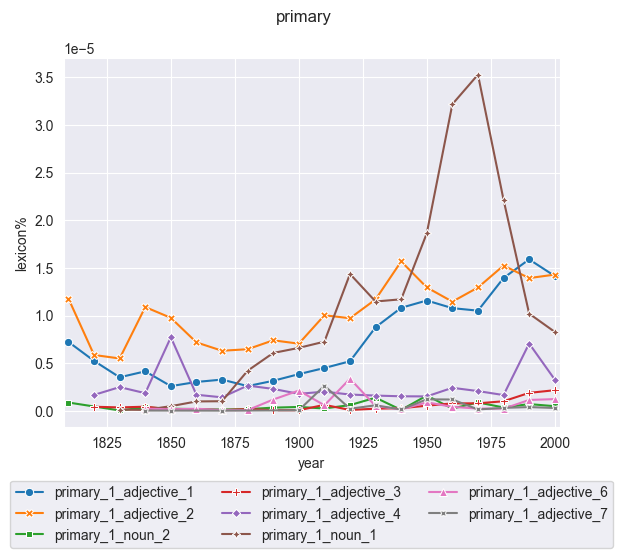 primary
1e−5
3.5
3.0
2.5
2.0
1.5
1.0
0.5
0.0
lexicon%
1825 1850 1875 1900 1925 1950 1975 2000
year
primary_1_adjective_1 primary_1_adjective_3 primary_1_adjective_6
primary_1_adjective_2 primary_1_adjective_4 primary_1_adjective_7
primary_1_noun_2 primary_1_noun_1